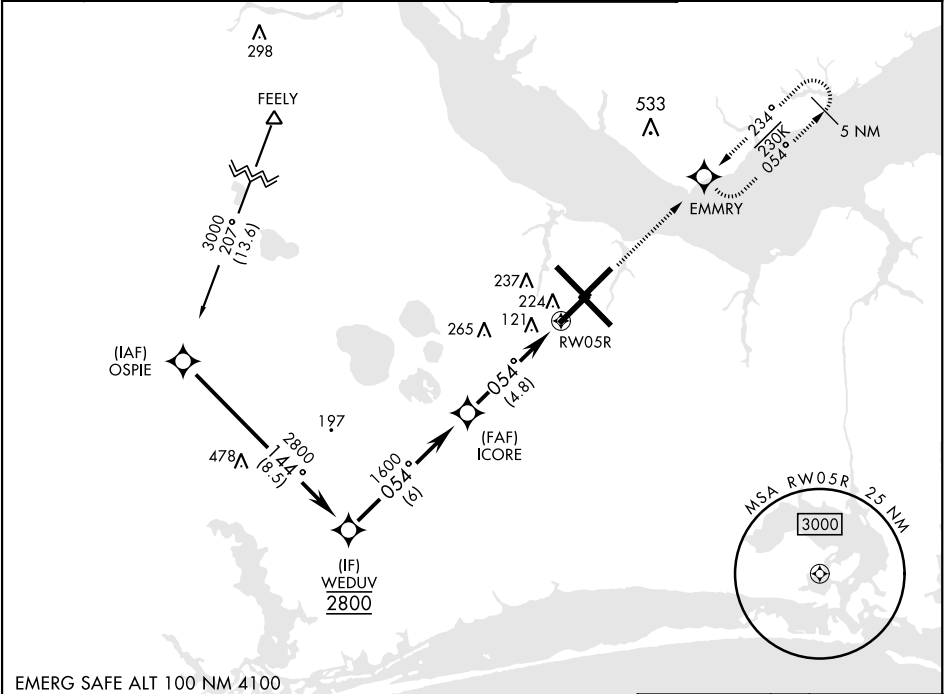 298
FEELY
533
234°
230K
054°
5 NM
EMMRY
3000
207°
(13.6)
237
224
121
265
RW05R
(IAF)
OSPIE
054°
(4.8)
(FAF)
ICORE
197
478
2800
144°
(8.5)
1600
054°
(6)
(IF)
WEDUV
2800
MSA RW05R 25 NM
3000
EMERG SAFE ALT 100 NM 4100